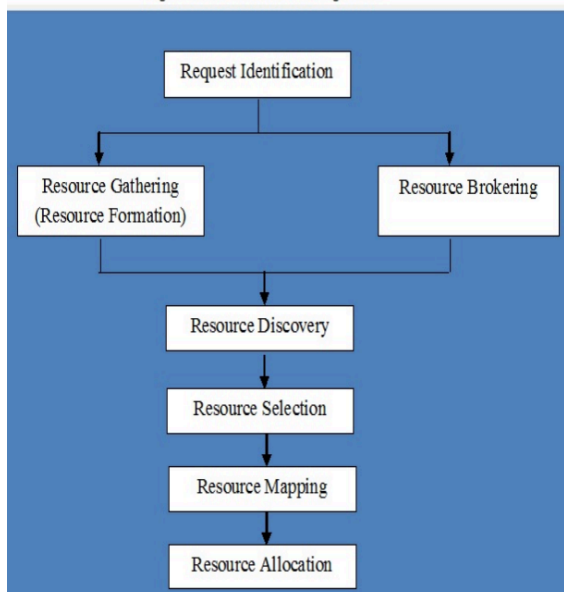 Request Identification
Resource Gathering
(Resource Formation)
Resource Brokering
Resource Discovery
Resource Selection
Resource Mapping
Resource Allocation